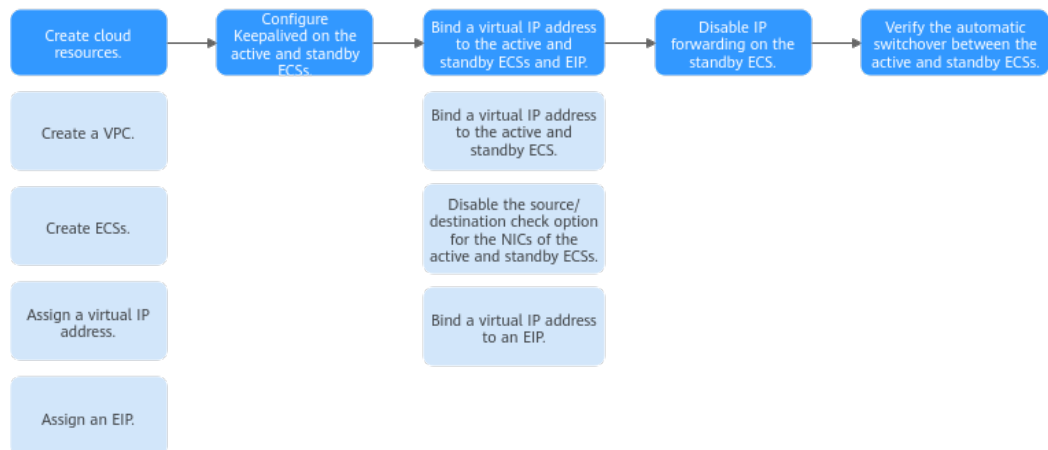 Create cloud
resources.
Configure
Keepalived on the
active and standby
ECSs.
Bind a virtual IP address
to the active and
standby ECSs and EIP.
Disable IP
forwarding on the
standby ECS.
Verify the automatic
switchover between the
active and standby ECSs.
Create a VPC.
Create ECSs.
Assign a virtual IP
address.
Assign an EIP.
Bind a virtual IP address
to the active and
standby ECS.
Disable the source/
destination check option
for the NICs of the
active and standby ECSs.
Bind a virtual IP address
to an EIP.